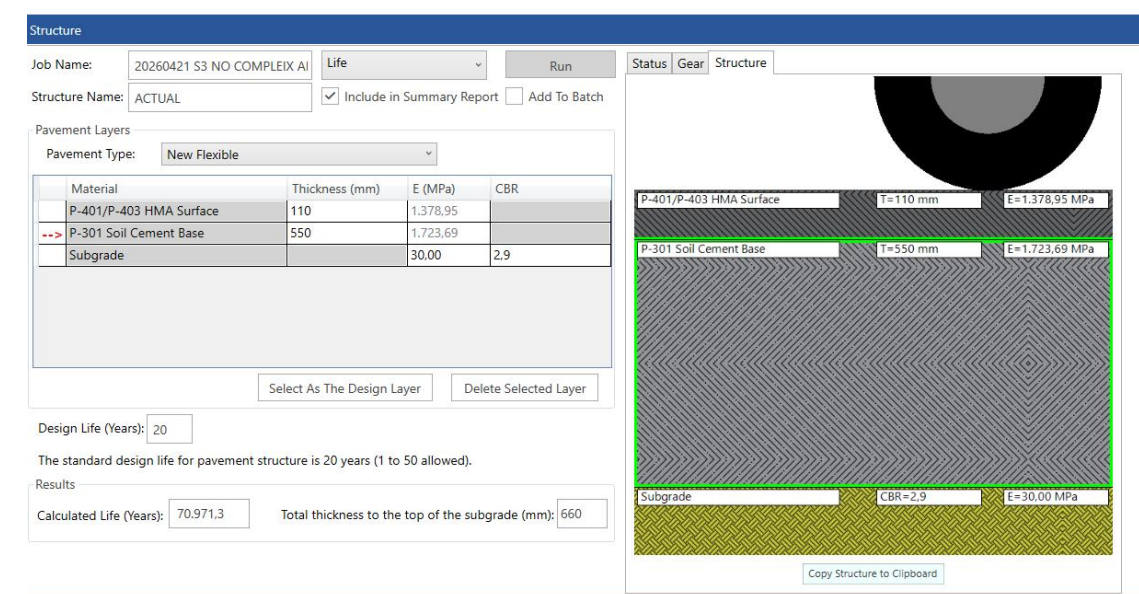 Structure
Job Name: 20260421 S3 NO COMPLEIX AI Life Run
Structure Name: ACTUAL Include in Summary Report Add To Batch
Pavement Layers
Pavement Type: New Flexible
Material Thickness (mm) E (MPa) CBR
P-401/P-403 HMA Surface 110 1.378,95
--> P-301 Soil Cement Base 550 1.723,69
Subgrade 30,00 2,9
Select As The Design Layer Delete Selected Layer
Design Life (Years): 20
The standard design life for pavement structure is 20 years (1 to 50 allowed).
Results
Calculated Life (Years): 70.971,3 Total thickness to the top of the subgrade (mm): 660
Status Gear Structure
P-401/P-403 HMA Surface T=110 mm E=1.378,95 MPa
P-301 Soil Cement Base T=550 mm E=1.723,69 MPa
Subgrade CBR=2,9 E=30,00 MPa
Copy Structure to Clipboard